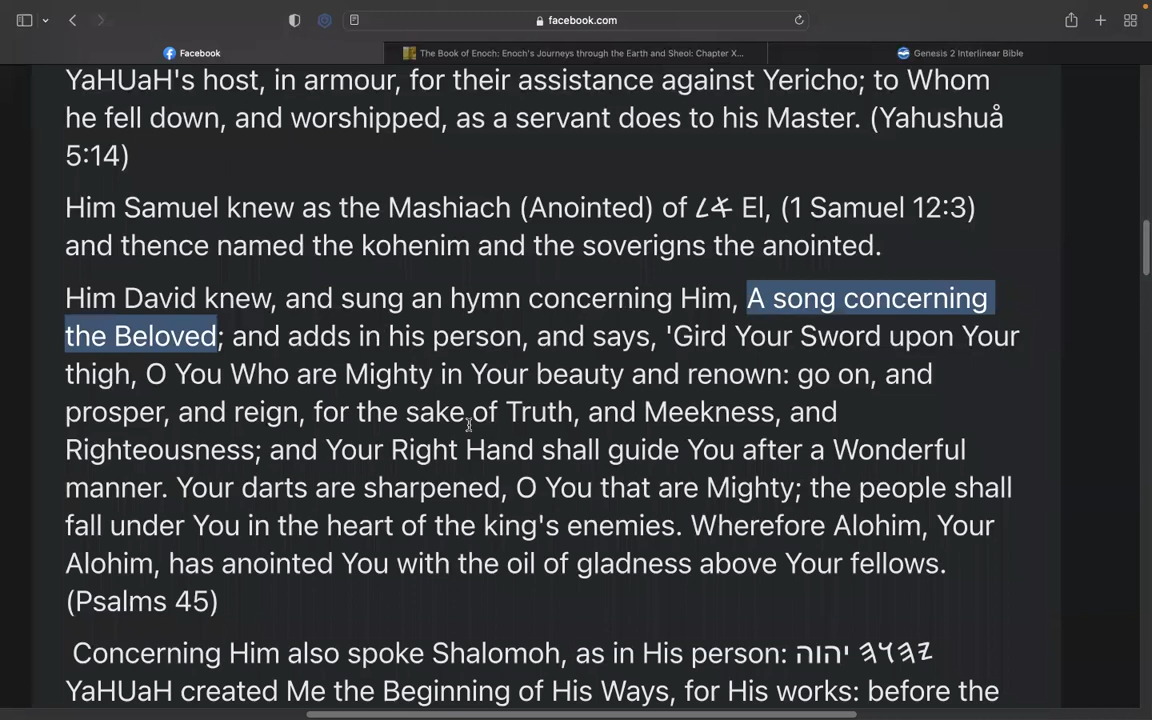 facebook.com
Facebook
The Book of Enoch: Enoch's Journeys through the Earth and Sheol: Chapter X...
Genesis 2 Interlinear Bible
YaHUaH's host, in armour, for their assistance against Yericho; to Whom
he fell down, and worshipped, as a servant does to his Master. (Yahushuå
5:14)
Him Samuel knew as the Mashiach (Anointed) of 𐤋𐤀 El, (1 Samuel 12:3)
and thence named the kohenim and the soverigns the anointed.
Him David knew, and sung an hymn concerning Him, A song concerning
the Beloved; and adds in his person, and says, 'Gird Your Sword upon Your
thigh, O You Who are Mighty in Your beauty and renown: go on, and
prosper, and reign, for the sake of Truth, and Meekness, and
Righteousness; and Your Right Hand shall guide You after a Wonderful
manner. Your darts are sharpened, O You that are Mighty; the people shall
fall under You in the heart of the king's enemies. Wherefore Alohim, Your
Alohim, has anointed You with the oil of gladness above Your fellows.
(Psalms 45)
Concerning Him also spoke Shalomoh, as in His person: יהוה 𐤉𐤄𐤅𐤄
YaHUaH created Me the Beginning of His Ways, for His works: before the